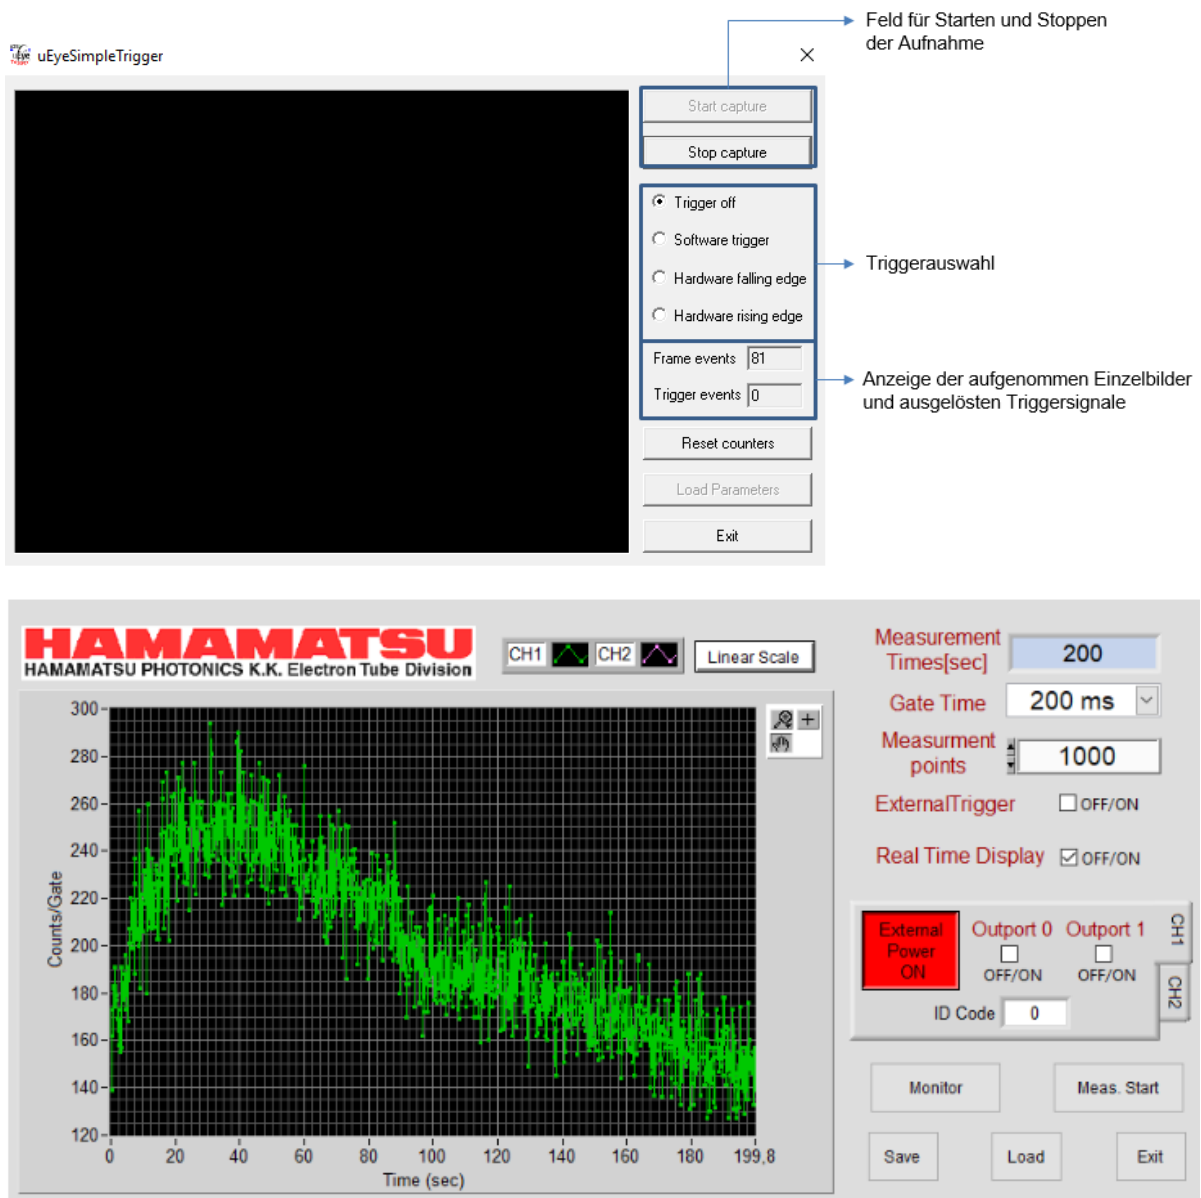 Feld für Starten und Stoppen
der Aufnahme
uEye
Trigger
uEyeSimpleTrigger
Start capture
Stop capture
Trigger off
Software trigger
Hardware falling edge
Hardware rising edge
Triggerauswahl
Frame events 81
Trigger events 0
Anzeige der aufgenommen Einzelbilder
und ausgelösten Triggersignale
Reset counters
Load Parameters
Exit
HAMAMATSU
HAMAMATSU PHOTONICS K.K. Electron Tube Division
CH1 CH2 Linear Scale
Measurement
Times[sec] 200
Gate Time 200 ms
Measurment
points 1000
ExternalTrigger OFF/ON
Real Time Display OFF/ON
External
Power
ON
Outport 0 Outport 1
OFF/ON OFF/ON
ID Code 0
CH1
CH2
Monitor Meas. Start
Save Load Exit
Counts/Gate
300
280
260
240
220
200
180
160
140
120
0 20 40 60 80 100 120 140 160 180 199,8
Time (sec)